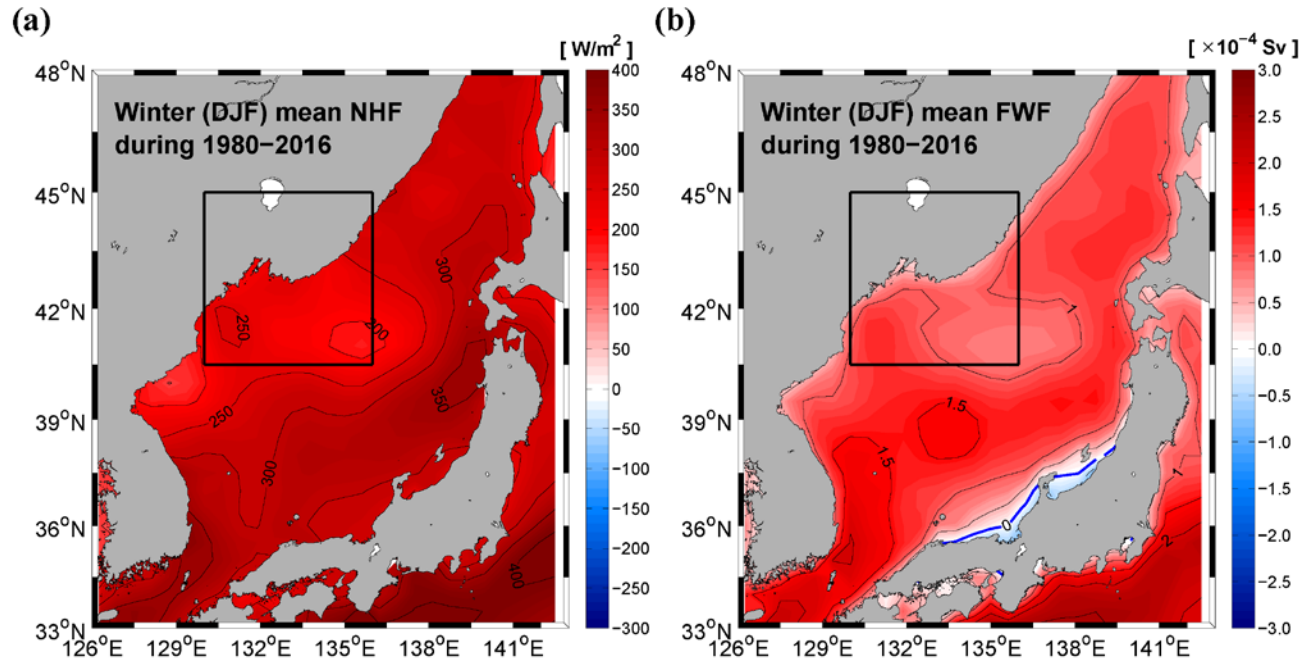 (a)
[ W/m² ]
Winter (DJF) mean NHF
during 1980−2016
48°N
45°N
42°N
39°N
36°N
33°N
126°E 129°E 132°E 135°E 138°E 141°E
400
350
300
250
200
150
100
50
0
−50
−100
−150
−200
−250
−300
300
250
200
350
250
300
400
(b)
[ ×10⁻⁴ Sv ]
Winter (DJF) mean FWF
during 1980−2016
48°N
45°N
42°N
39°N
36°N
33°N
126°E 129°E 132°E 135°E 138°E 141°E
3.0
2.5
2.0
1.5
1.0
0.5
0.0
−0.5
−1.0
−1.5
−2.0
−2.5
−3.0
1
1.5
1.5
1
0
2